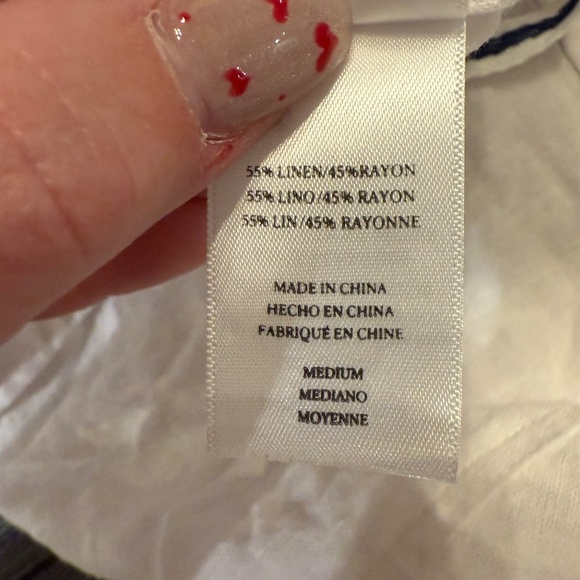 55% LINEN/45%RAYON
55% LINO/45% RAYON
55% LIN/45% RAYONNE
MADE IN CHINA
HECHO EN CHINA
FABRIQUÉ EN CHINE
MEDIUM
MEDIANO
MOYENNE